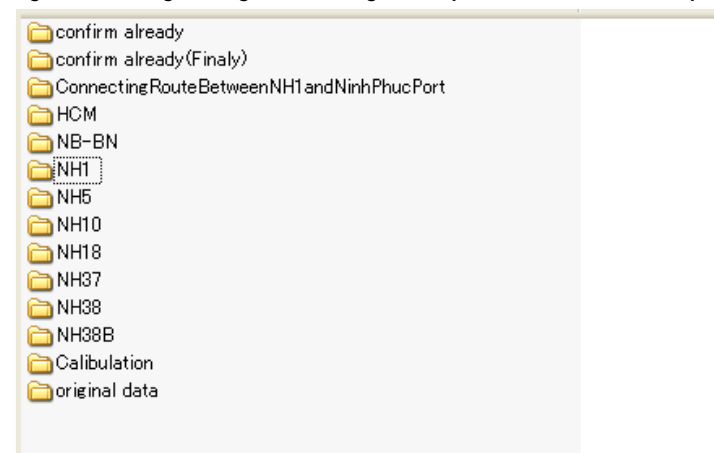 confirm already
confirm already(Finaly)
ConnectingRouteBetweenNH1andNinhPhucPort
HCM
NB-BN
NH1
NH5
NH10
NH18
NH37
NH38
NH38B
Calibulation
original data